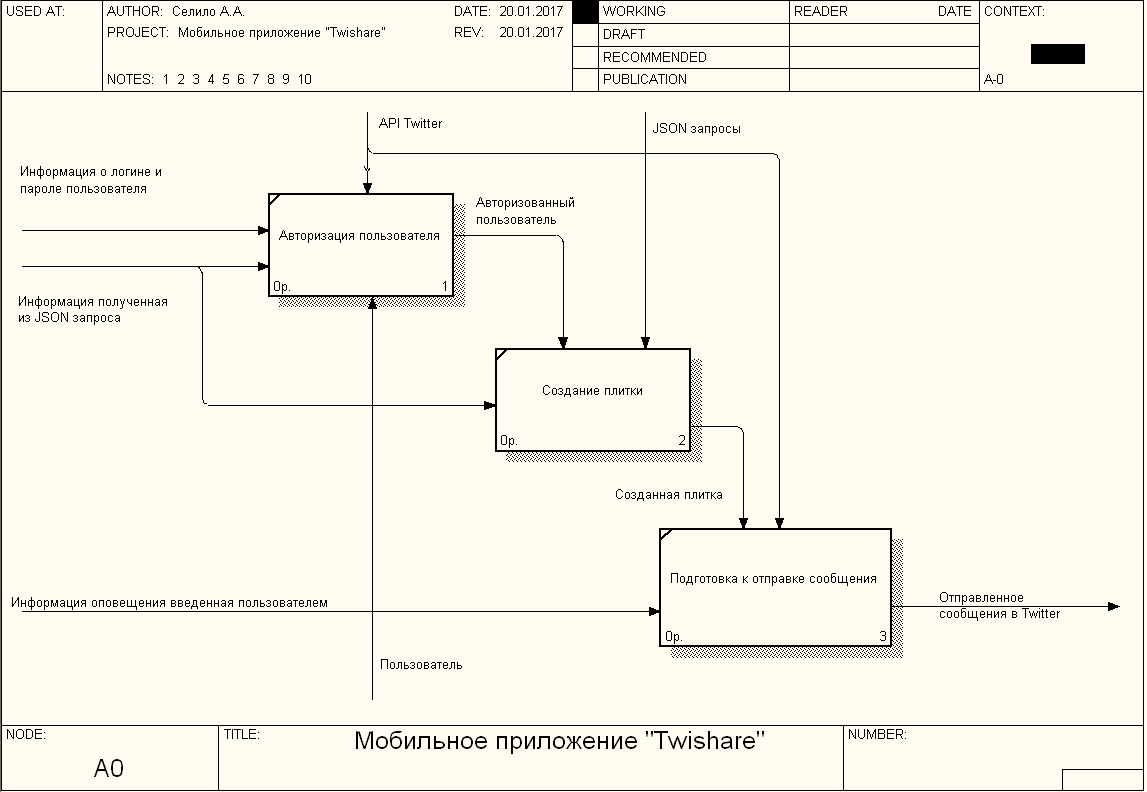 USED AT:
AUTHOR: Селило А.А.
DATE: 20.01.2017
PROJECT: Мобильное приложение "Twishare"
REV: 20.01.2017
NOTES: 1 2 3 4 5 6 7 8 9 10
WORKING
DRAFT
RECOMMENDED
PUBLICATION
READER
DATE
CONTEXT:
A-0
API Twitter
JSON запросы
Информация о логине и
пароле пользователя
Авторизованный
пользователь
Авторизация пользователя
0р.
1
Информация полученная
из JSON запроса
Создание плитки
0р.
2
Созданная плитка
Подготовка к отправке сообщения
0р.
3
Информация оповещения введенная пользователем
Отправленное
сообщения в Twitter
Пользователь
NODE:
A0
TITLE:
Мобильное приложение "Twishare"
NUMBER: